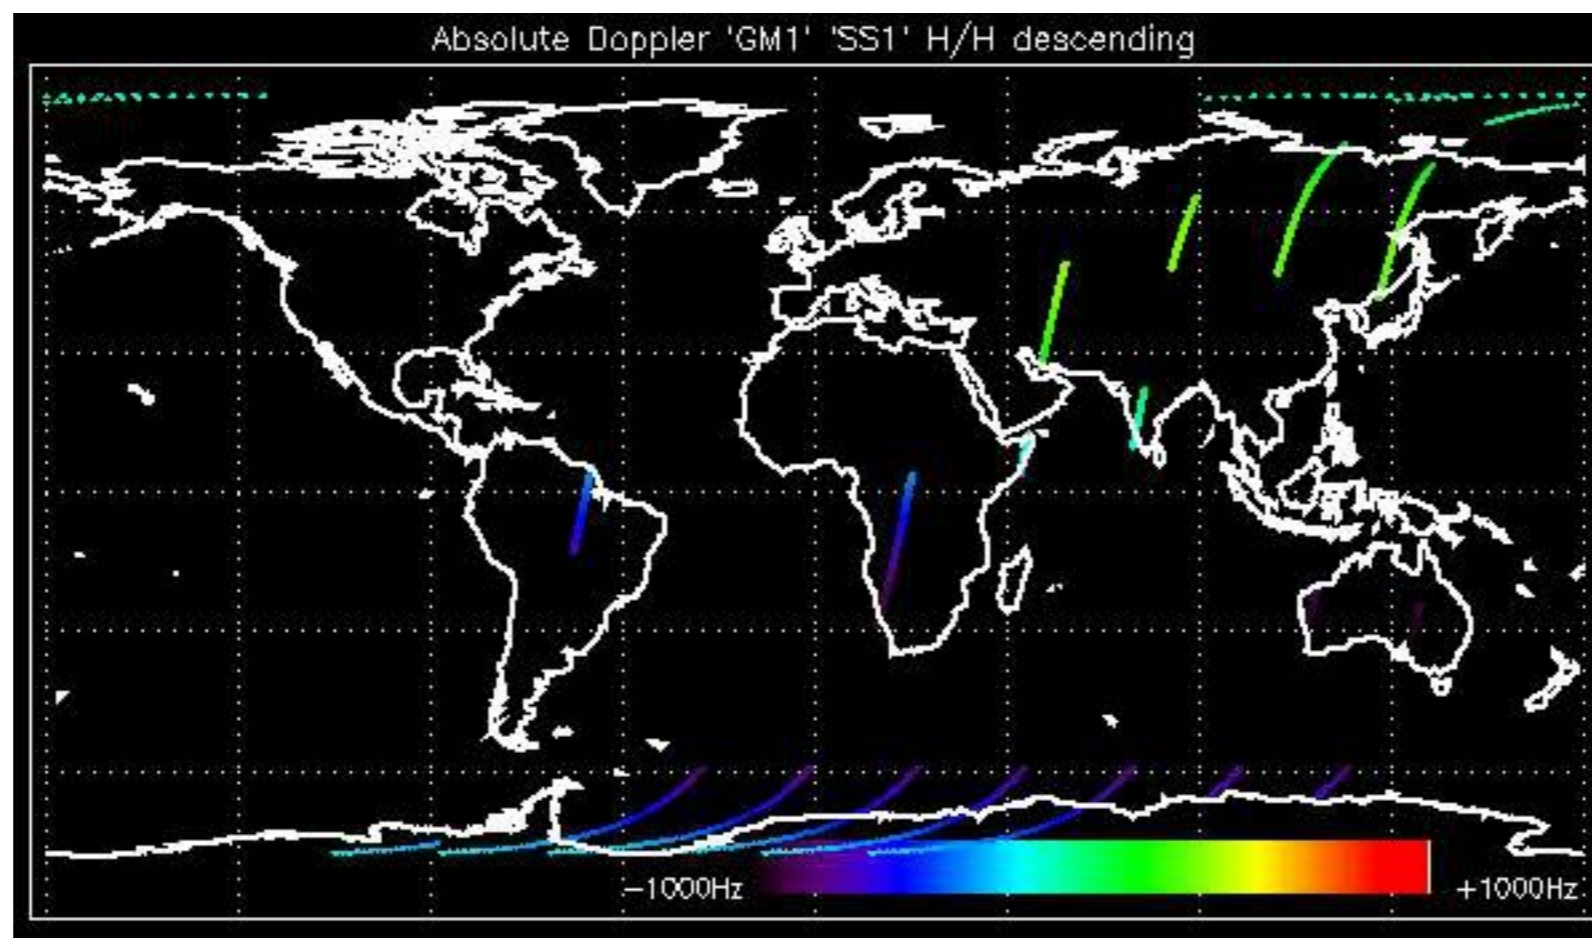 Absolute Doppler 'GM1' 'SS1' H/H descending
-1000Hz
+1000Hz